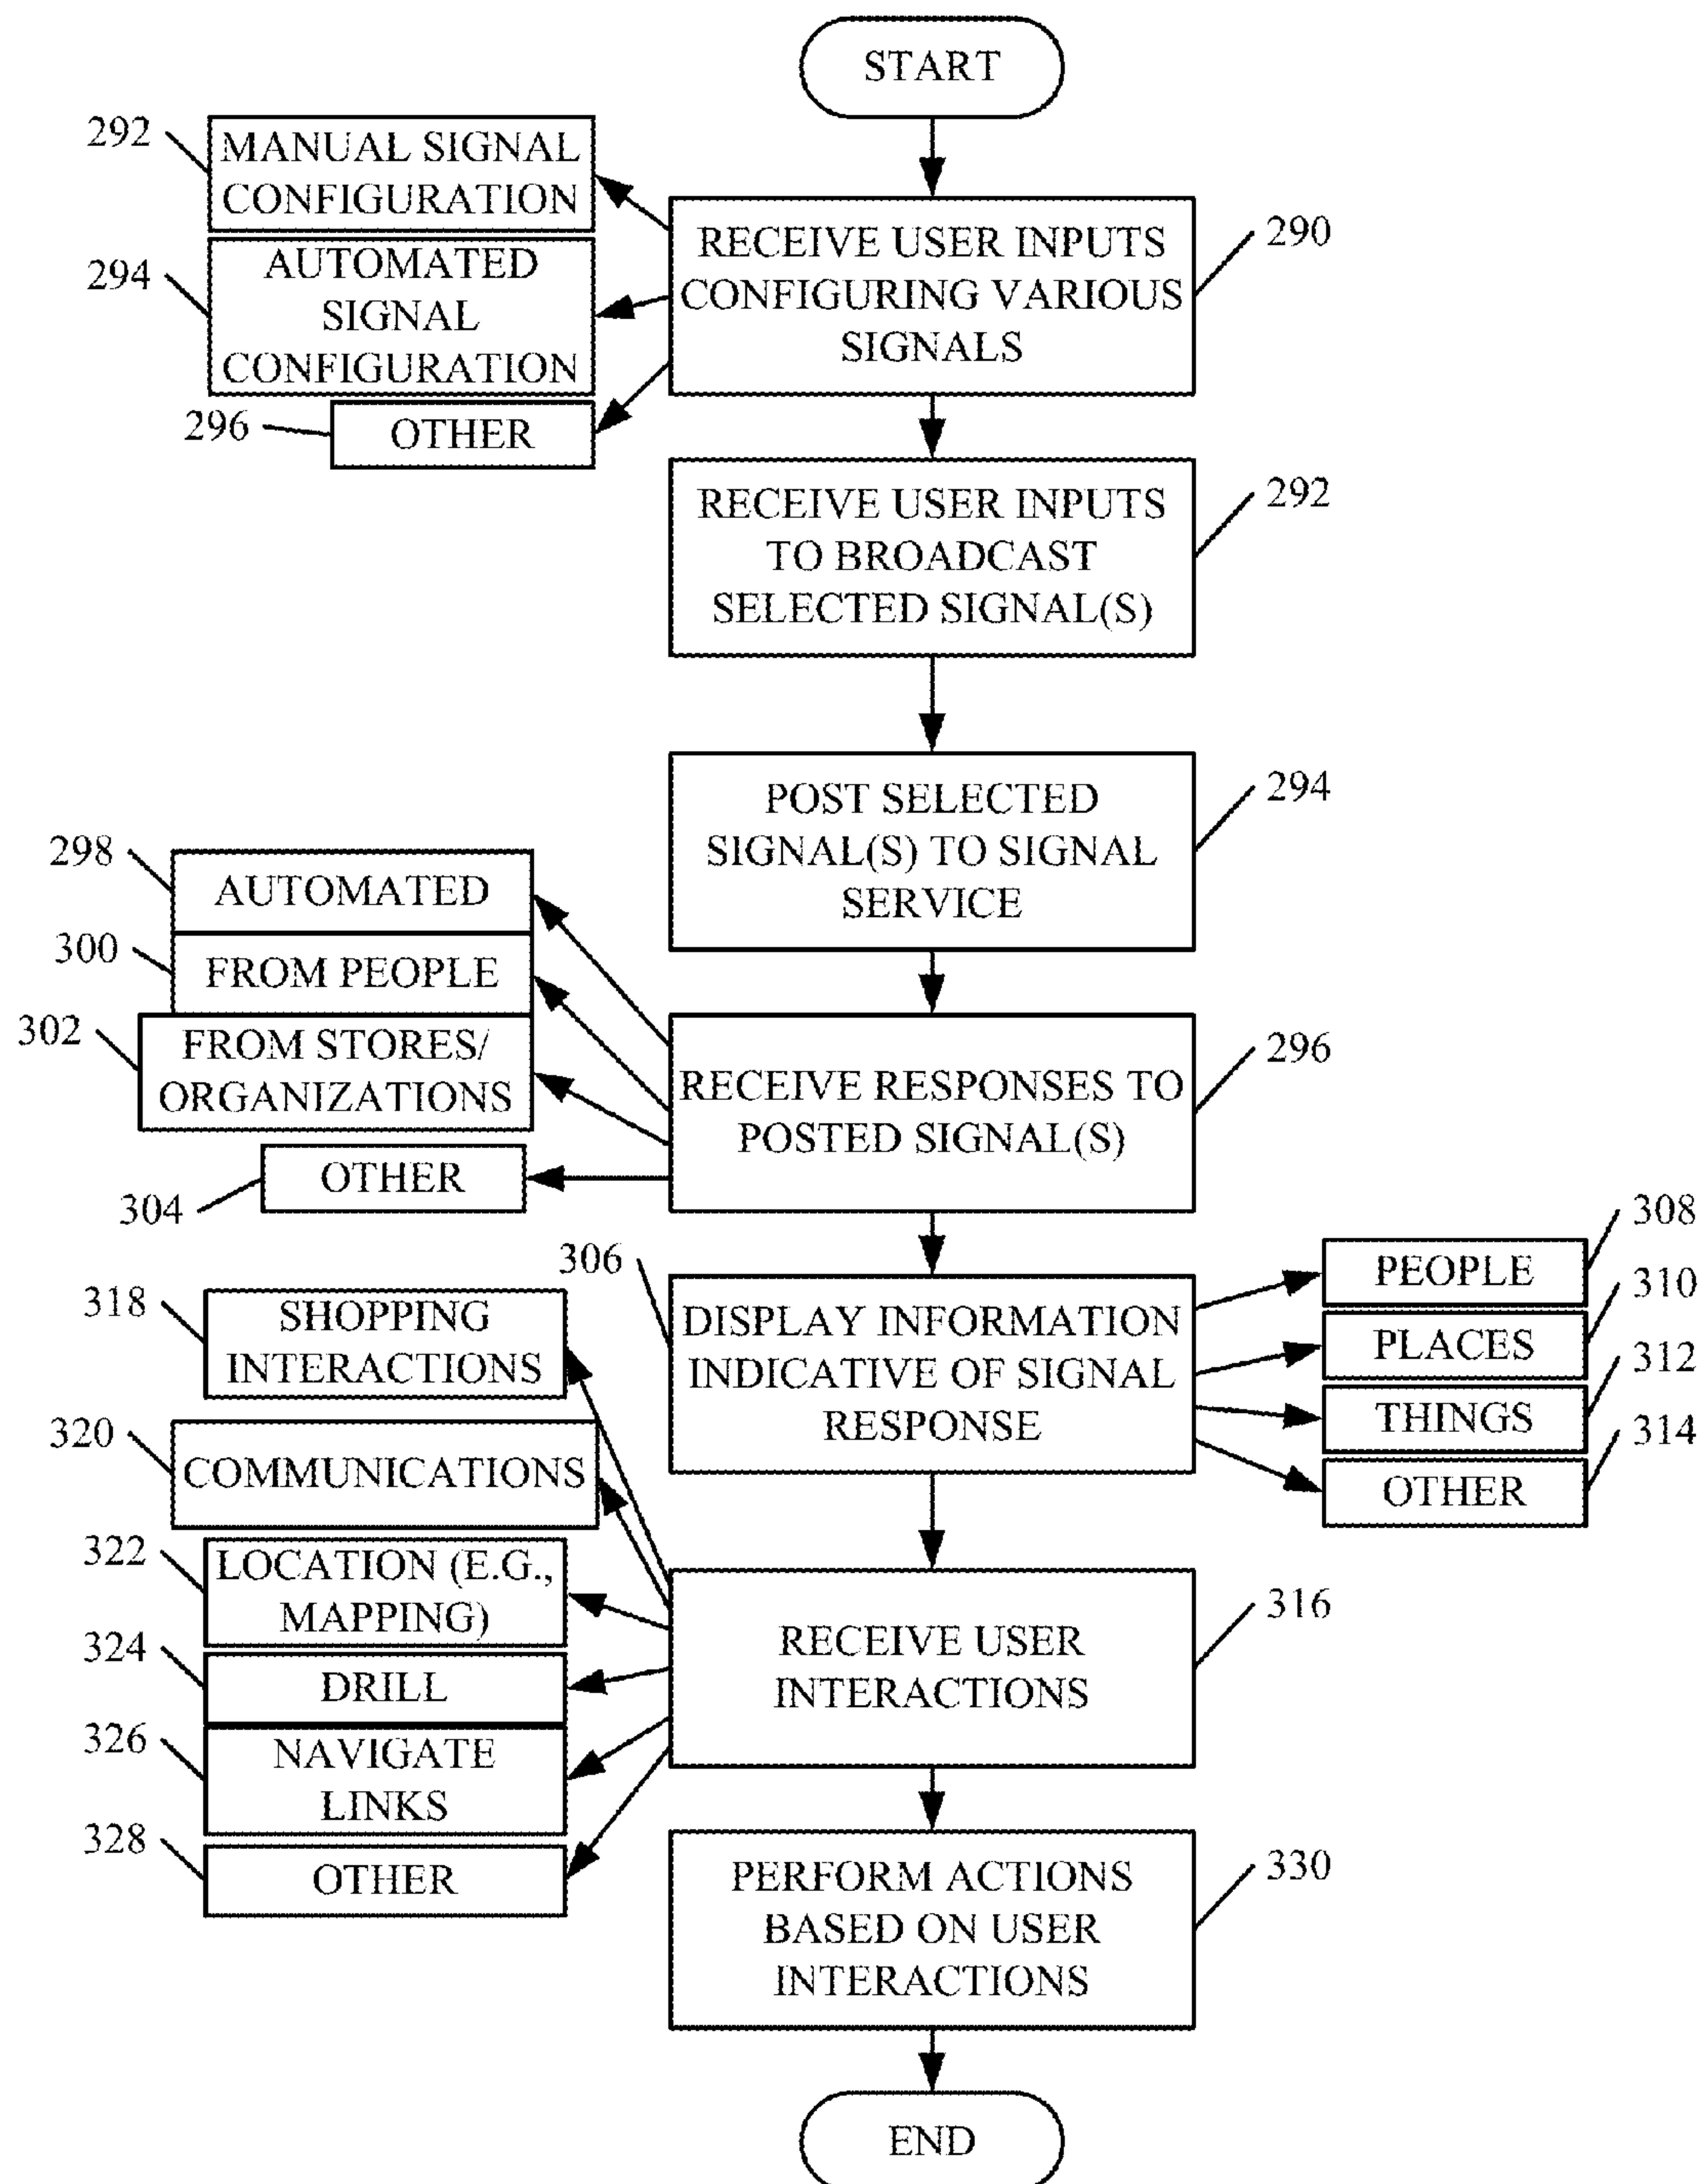 START
292
MANUAL SIGNAL
CONFIGURATION
294
AUTOMATED
SIGNAL
CONFIGURATION
296
OTHER
RECEIVE USER INPUTS
CONFIGURING VARIOUS
SIGNALS
290
RECEIVE USER INPUTS
TO BROADCAST
SELECTED SIGNAL(S)
292
POST SELECTED
SIGNAL(S) TO SIGNAL
SERVICE
294
298
AUTOMATED
300
FROM PEOPLE
302
FROM STORES/
ORGANIZATIONS
304
OTHER
RECEIVE RESPONSES TO
POSTED SIGNAL(S)
296
306
DISPLAY INFORMATION
INDICATIVE OF SIGNAL
RESPONSE
PEOPLE
308
PLACES
310
THINGS
312
OTHER
314
318
SHOPPING
INTERACTIONS
320
COMMUNICATIONS
322
LOCATION (E.G.,
MAPPING)
324
DRILL
326
NAVIGATE
LINKS
328
OTHER
RECEIVE USER
INTERACTIONS
316
PERFORM ACTIONS
BASED ON USER
INTERACTIONS
330
END